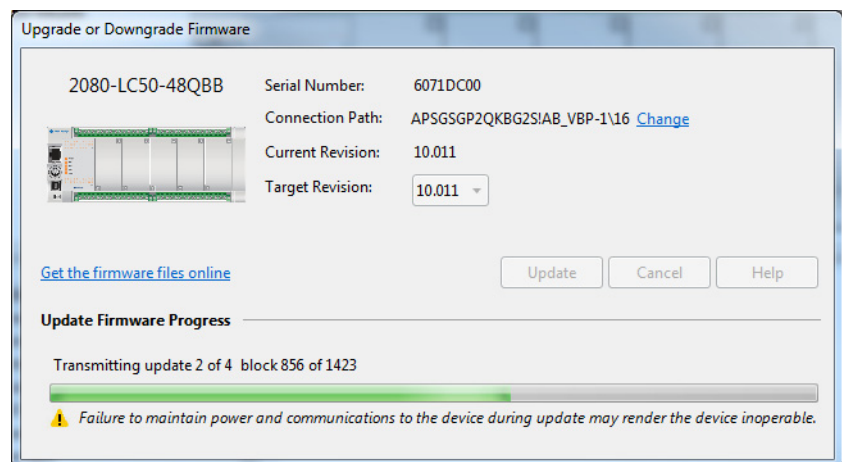 Upgrade or Downgrade Firmware
2080-LC50-48QBB
Serial Number: 6071DC00
Connection Path: APSGSGP2QKBG2S!AB_VBP-1\16 Change
Current Revision: 10.011
Target Revision: 10.011
Get the firmware files online
Update Cancel Help
Update Firmware Progress
Transmitting update 2 of 4 block 856 of 1423
Failure to maintain power and communications to the device during update may render the device inoperable.